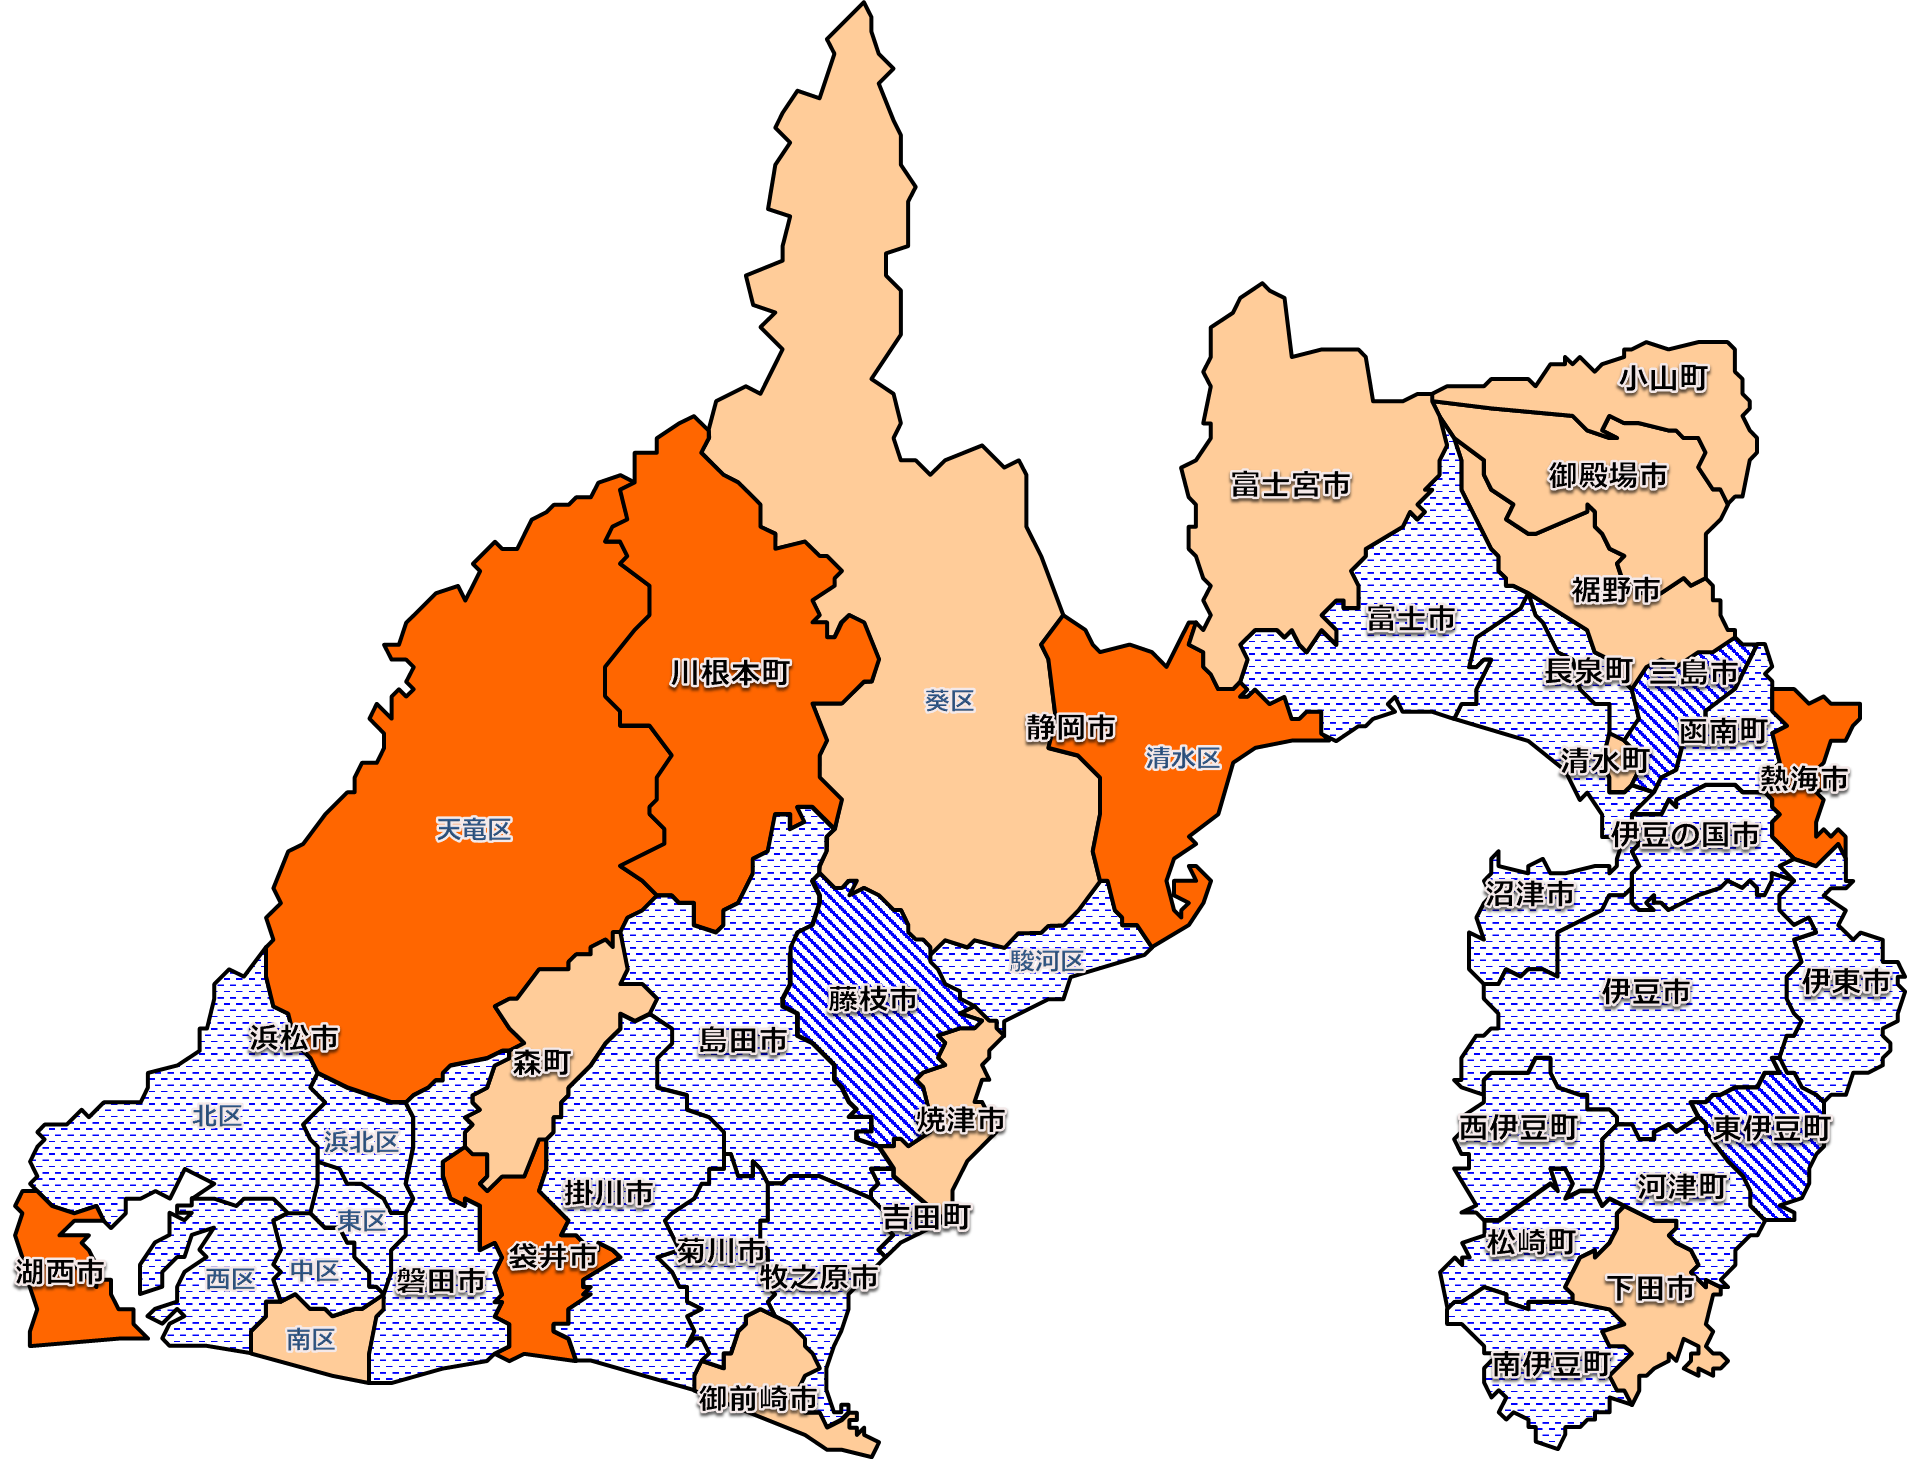 小山町
御殿場市
富士宮市
裾野市
富士市
長泉町
三島市
川根本町
葵区
静岡市
函南町
清水区
清水町
熱海市
天竜区
伊豆の国市
沼津市
駿河区
伊東市
伊豆市
藤枝市
浜松市
島田市
森町
北区
焼津市
西伊豆町
東伊豆町
浜北区
掛川市
河津町
東区
吉田町
松崎町
菊川市
袋井市
湖西市
中区
西区
磐田市
牧之原市
下田市
南区
南伊豆町
御前崎市